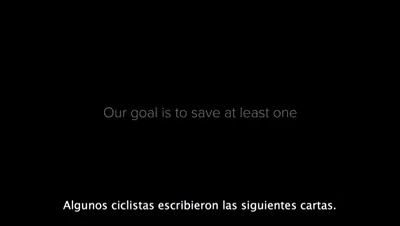 Our goal is to save at least one
Algunos ciclistas escribieron las siguientes cartas.